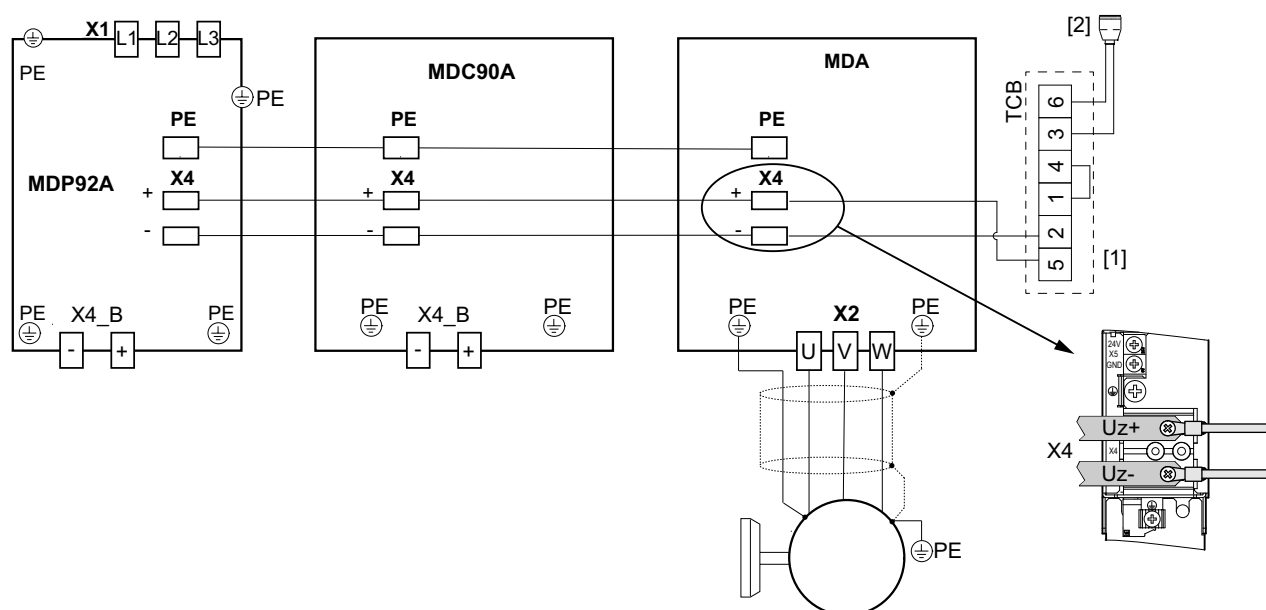 X1 L1 L2 L3
PE
PE
MDP92A
PE
X4
+
-
PE X4_B PE
- +
MDC90A
PE
X4
+
-
PE X4_B PE
- +
MDA
PE
X4
+
-
PE X2 PE
U V W
PE
[2]
TCB
6
3
4
1
2
5
[1]
24V
X5
GND
Uz+
X4 X4
Uz-